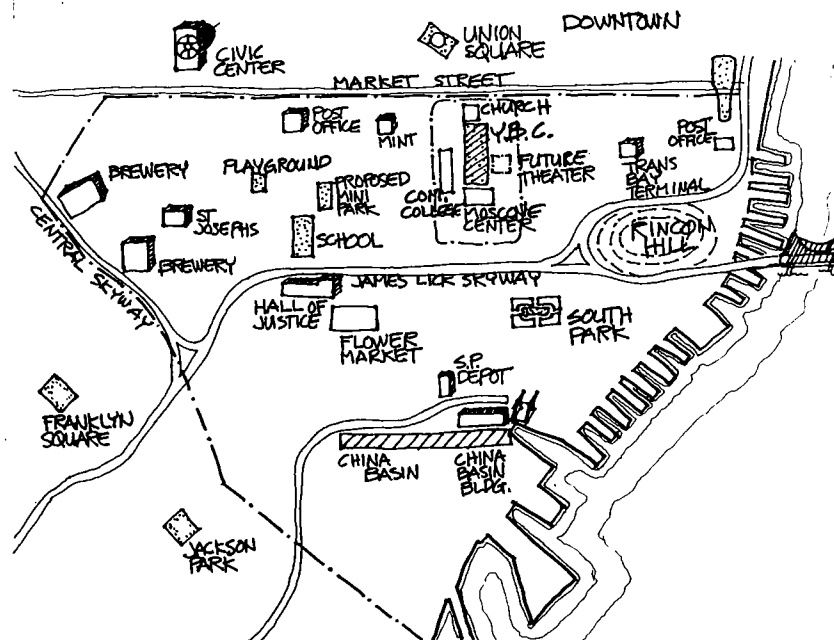 DOWNTOWN
UNION
SQUARE
CIVIC
CENTER
MARKET STREET
CHURCH
POST
OFFICE
MINT
Y.B.C.
POST
OFFICE
BREWERY
PLAYGROUND
FUTURE
THEATER
TRANS
BAY
TERMINAL
PROPOSED
MINI
PARK
COM.
COLLEGE
MOSCONE
CENTER
ST
JOSEPHS
SCHOOL
RINCON
HILL
CENTRAL SKYWAY
BREWERY
JAMES LICK SKYWAY
HALL OF
JUSTICE
FLOWER
MARKET
SOUTH
PARK
S.P.
DEPOT
FRANKLYN
SQUARE
CHINA
BASIN
CHINA
BASIN
BLDG.
JACKSON
PARK